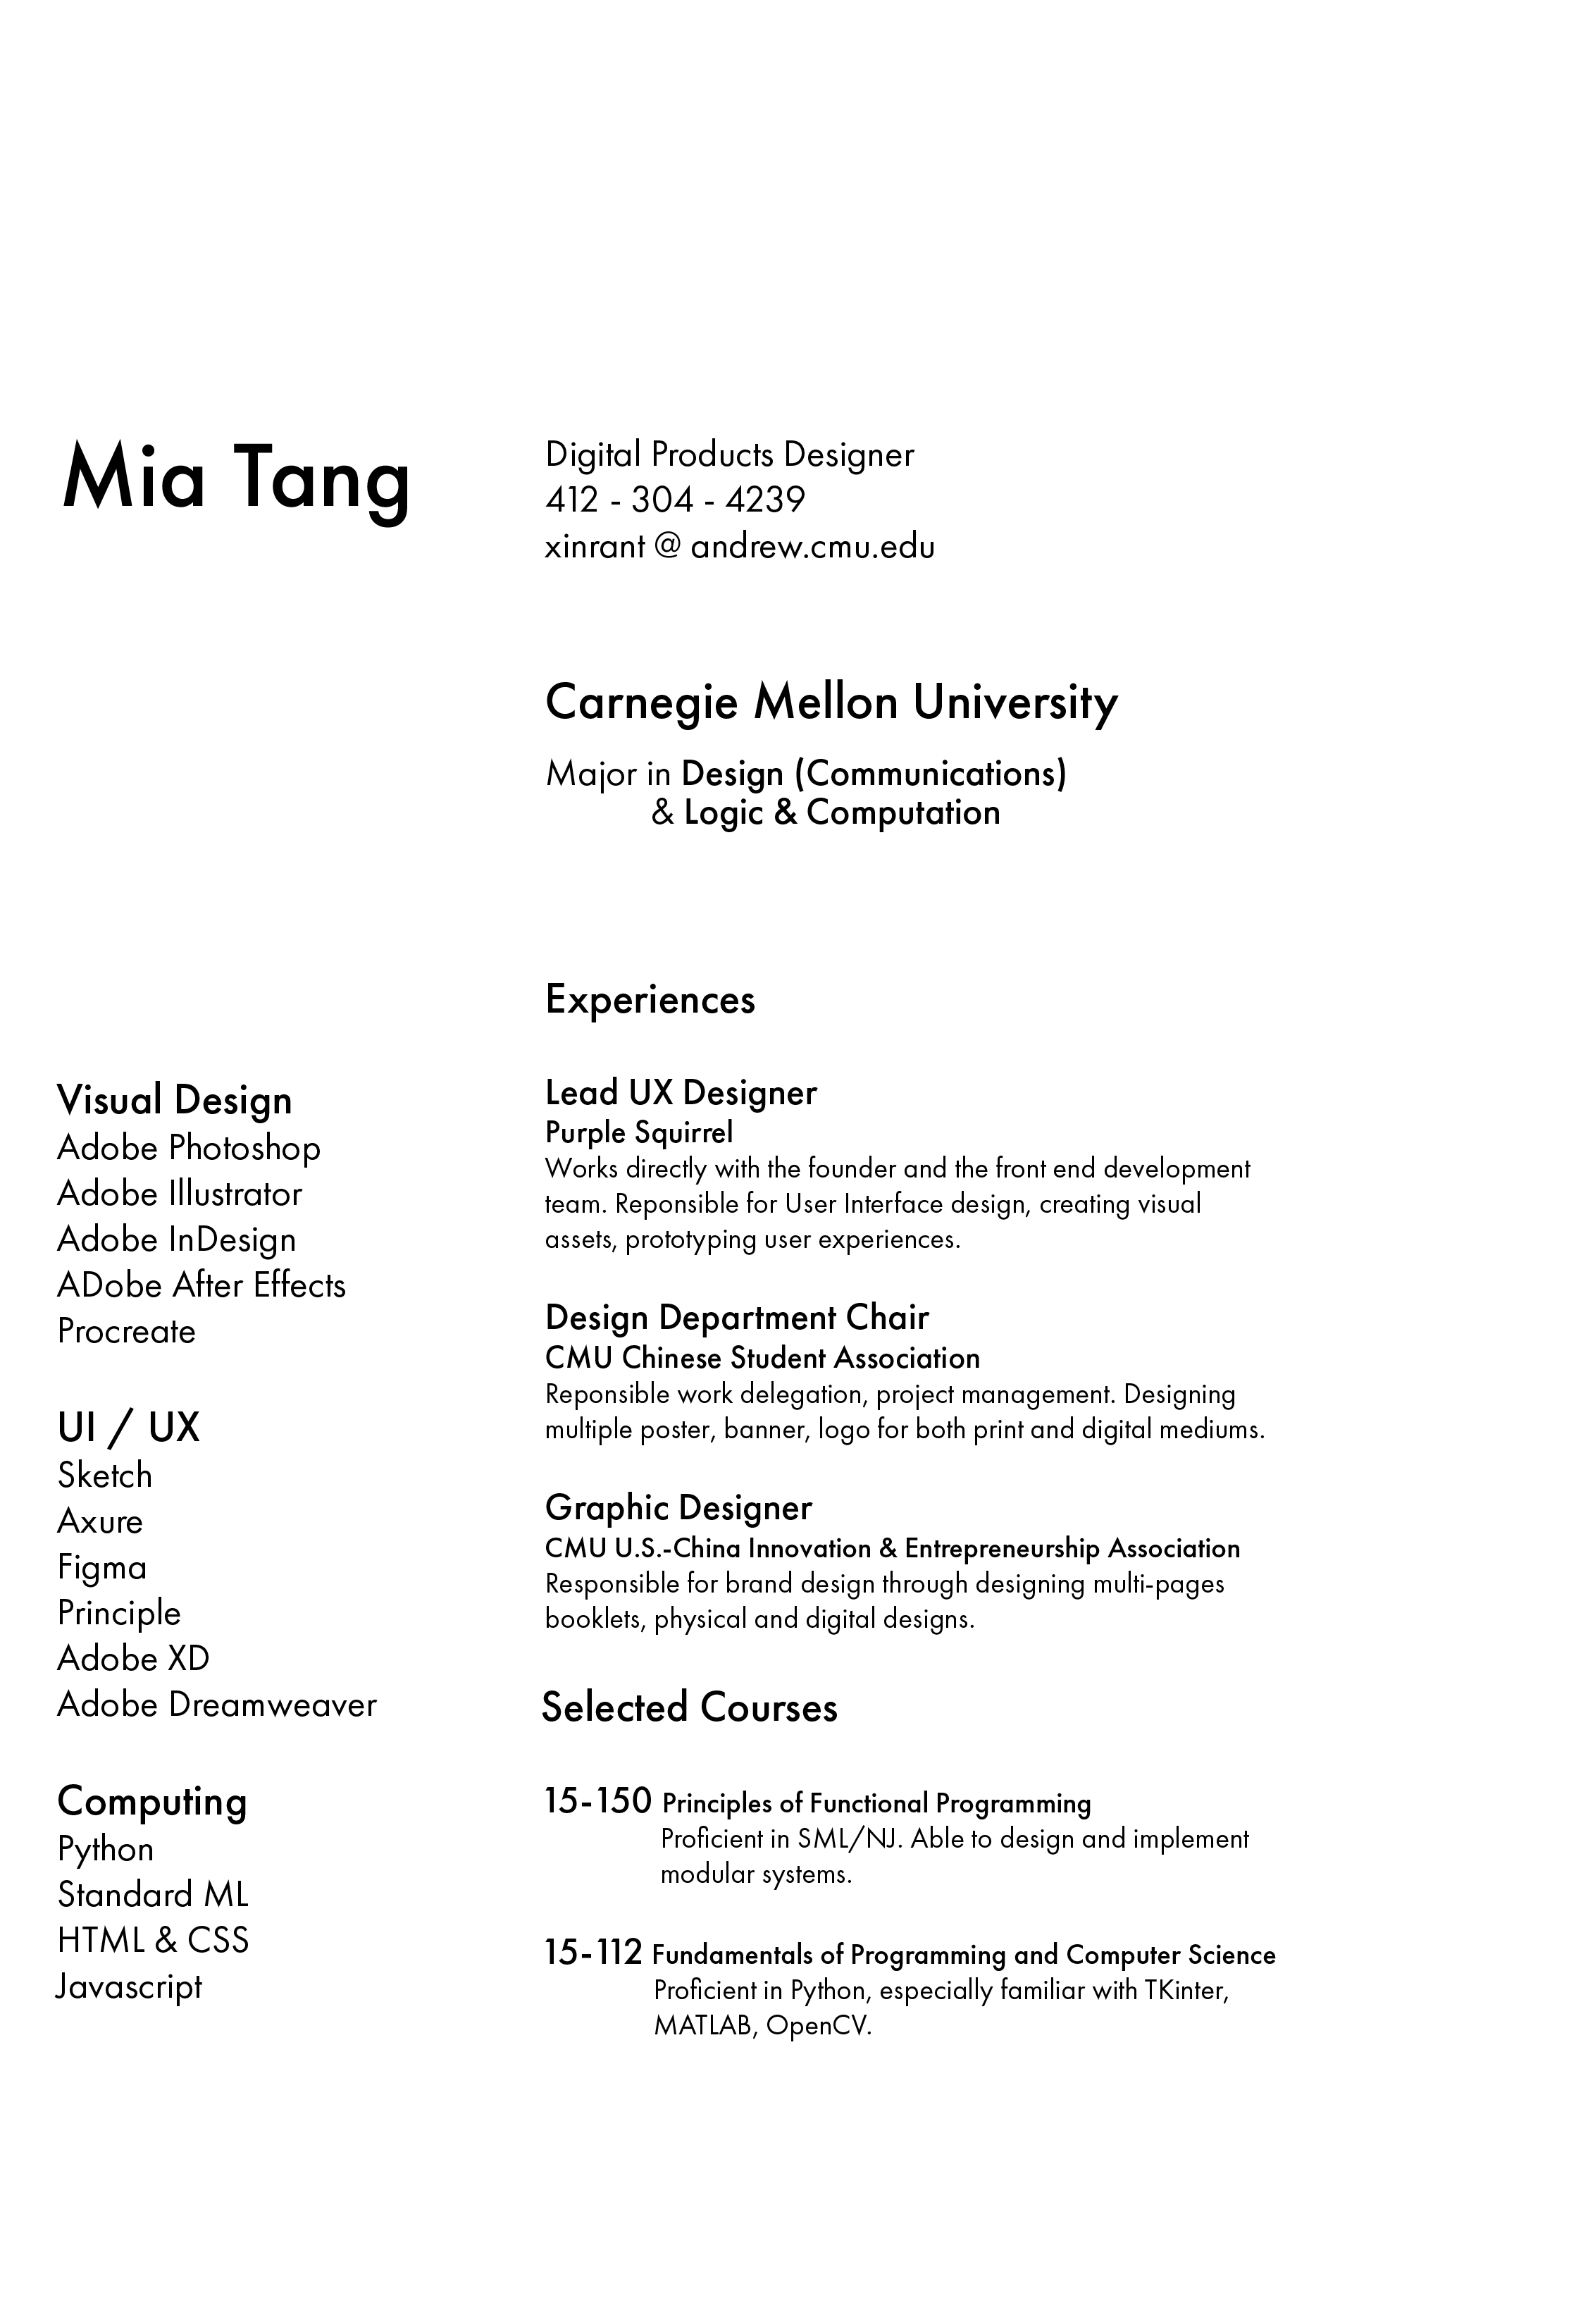 Mia Tang
Digital Products Designer
412 - 304 - 4239
xinrant @ andrew.cmu.edu
Carnegie Mellon University
Major in Design (Communications)
& Logic & Computation
Visual Design
Adobe Photoshop
Adobe Illustrator
Adobe InDesign
ADobe After Effects
Procreate
UI / UX
Sketch
Axure
Figma
Principle
Adobe XD
Adobe Dreamweaver
Computing
Python
Standard ML
HTML & CSS
Javascript
Experiences
Lead UX Designer
Purple Squirrel
Works directly with the founder and the front end development
team. Reponsible for User Interface design, creating visual
assets, prototyping user experiences.
Design Department Chair
CMU Chinese Student Association
Reponsible work delegation, project management. Designing
multiple poster, banner, logo for both print and digital mediums.
Graphic Designer
CMU U.S.-China Innovation & Entrepreneurship Association
Responsible for brand design through designing multi-pages
booklets, physical and digital designs.
Selected Courses
15-150 Principles of Functional Programming
Proficient in SML/NJ. Able to design and implement
modular systems.
15-112 Fundamentals of Programming and Computer Science
Proficient in Python, especially familiar with TKinter,
MATLAB, OpenCV.